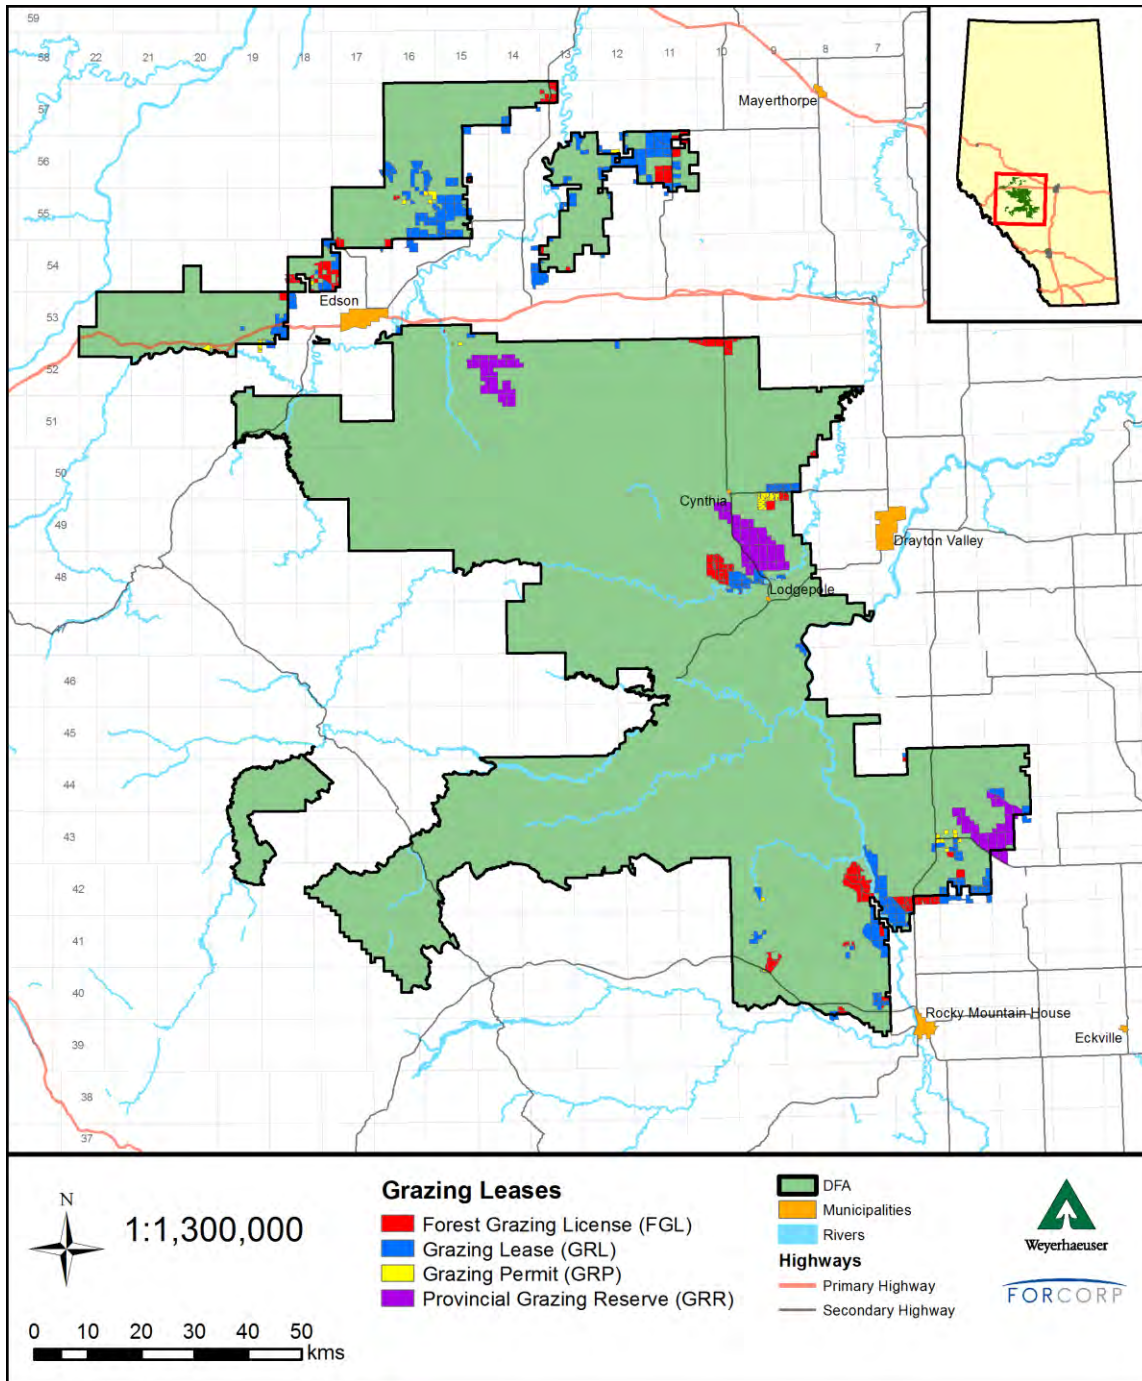 59
58
22
21
20
19
18
17
16
15
14
13
12
11
10
9
8
7
57
Mayerthorpe
56
55
54
Edson
53
52
51
50
Cynthia
49
Drayton Valley
48
Lodgepole
47
46
45
44
43
42
41
40
Rocky Mountain House
39
Eckville
38
37
N
1:1,300,000
0 10 20 30 40 50
kms
Grazing Leases
Forest Grazing License (FGL)
Grazing Lease (GRL)
Grazing Permit (GRP)
Provincial Grazing Reserve (GRR)
DFA
Municipalities
Rivers
Highways
Primary Highway
Secondary Highway
Weyerhaeuser
FORCORP